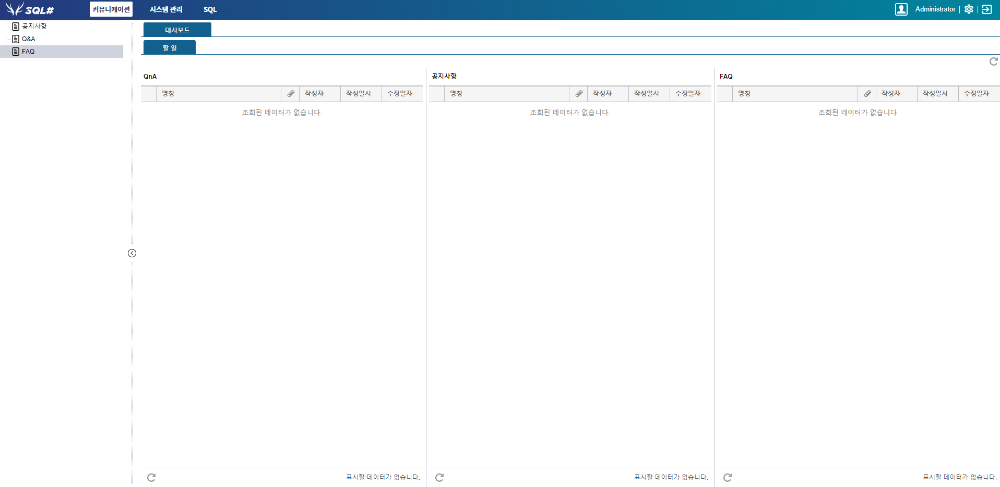 SQL# 커뮤니케이션 시스템 관리 SQL Administrator
공지사항
Q&A
FAQ
대시보드
할 일
QnA
명칭 작성자 작성일시 수정일자
조회된 데이터가 없습니다.
표시할 데이터가 없습니다.
공지사항
명칭 작성자 작성일시 수정일자
조회된 데이터가 없습니다.
표시할 데이터가 없습니다.
FAQ
명칭 작성자 작성일시 수정일자
조회된 데이터가 없습니다.
표시할 데이터가 없습니다.